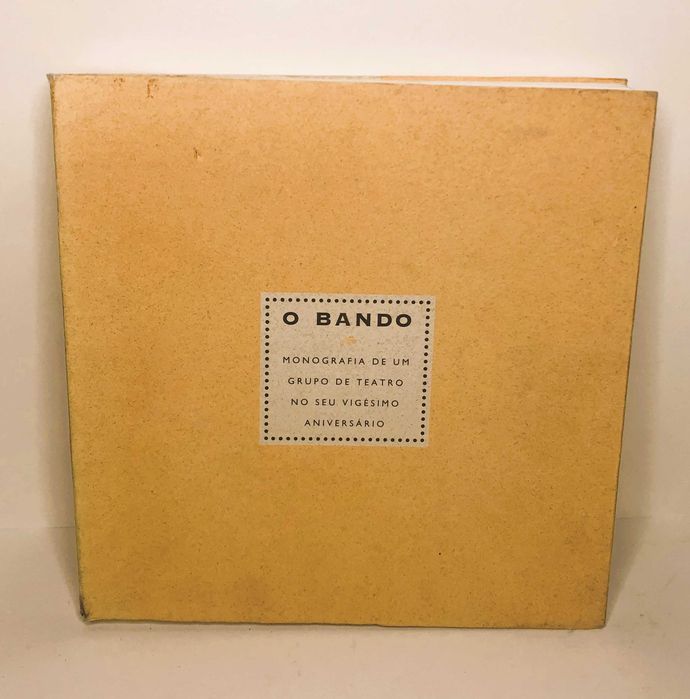 O BANDO
MONOGRAFIA DE UM
GRUPO DE TEATRO
NO SEU VIGÉSIMO
ANIVERSÁRIO